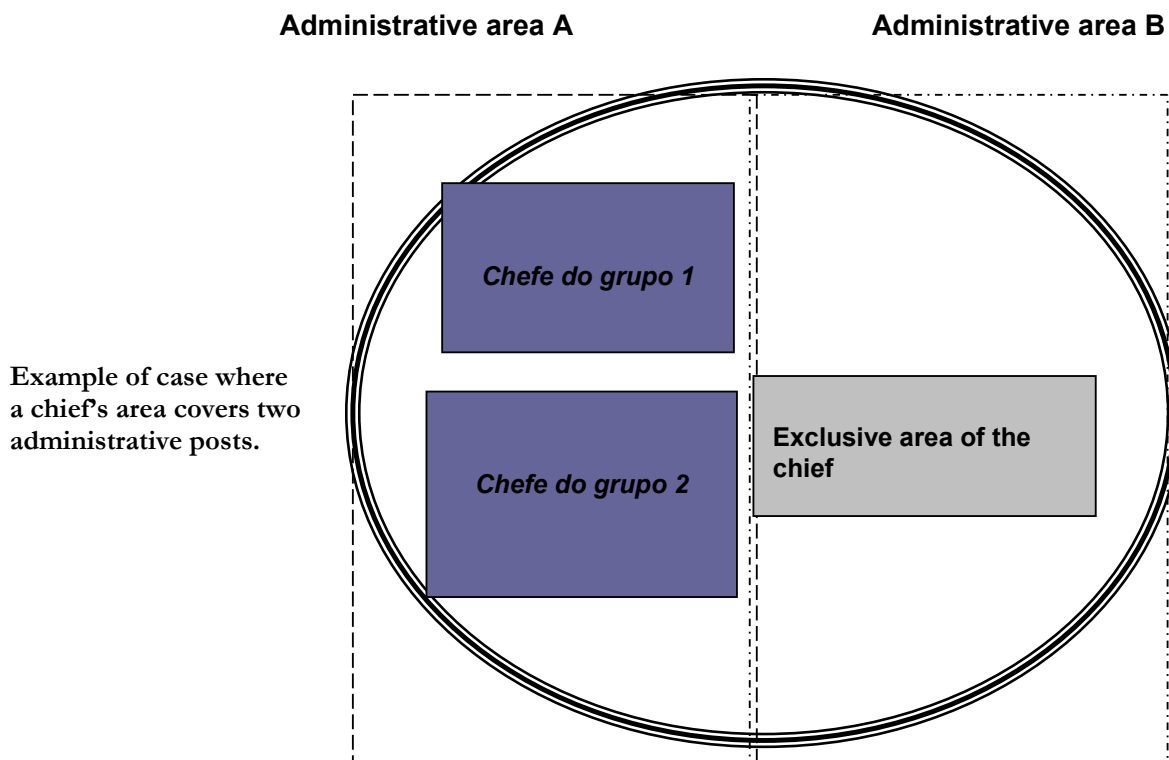 Administrative area A
Administrative area B
Chefe do grupo 1
Example of case where
a chief's area covers two
administrative posts.
Exclusive area of the
chief
Chefe do grupo 2